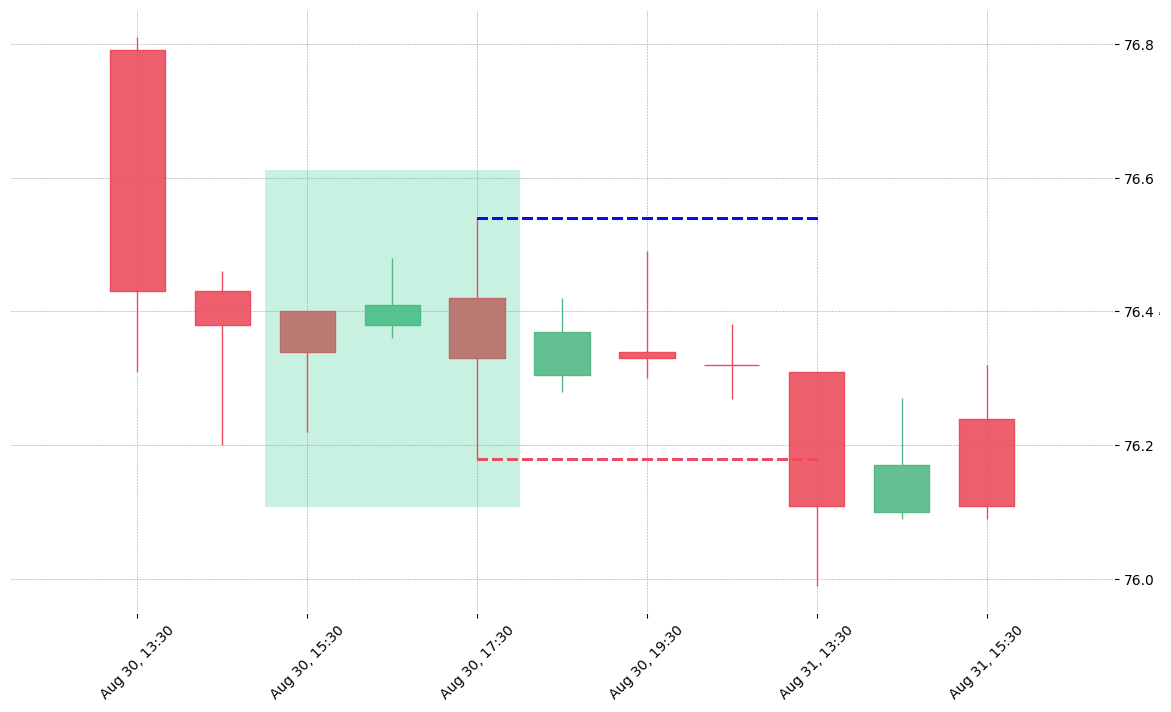 76.8
76.6
76.4
76.2
76.0
Aug 30, 13:30
Aug 30, 15:30
Aug 30, 17:30
Aug 30, 19:30
Aug 31, 13:30
Aug 31, 15:30